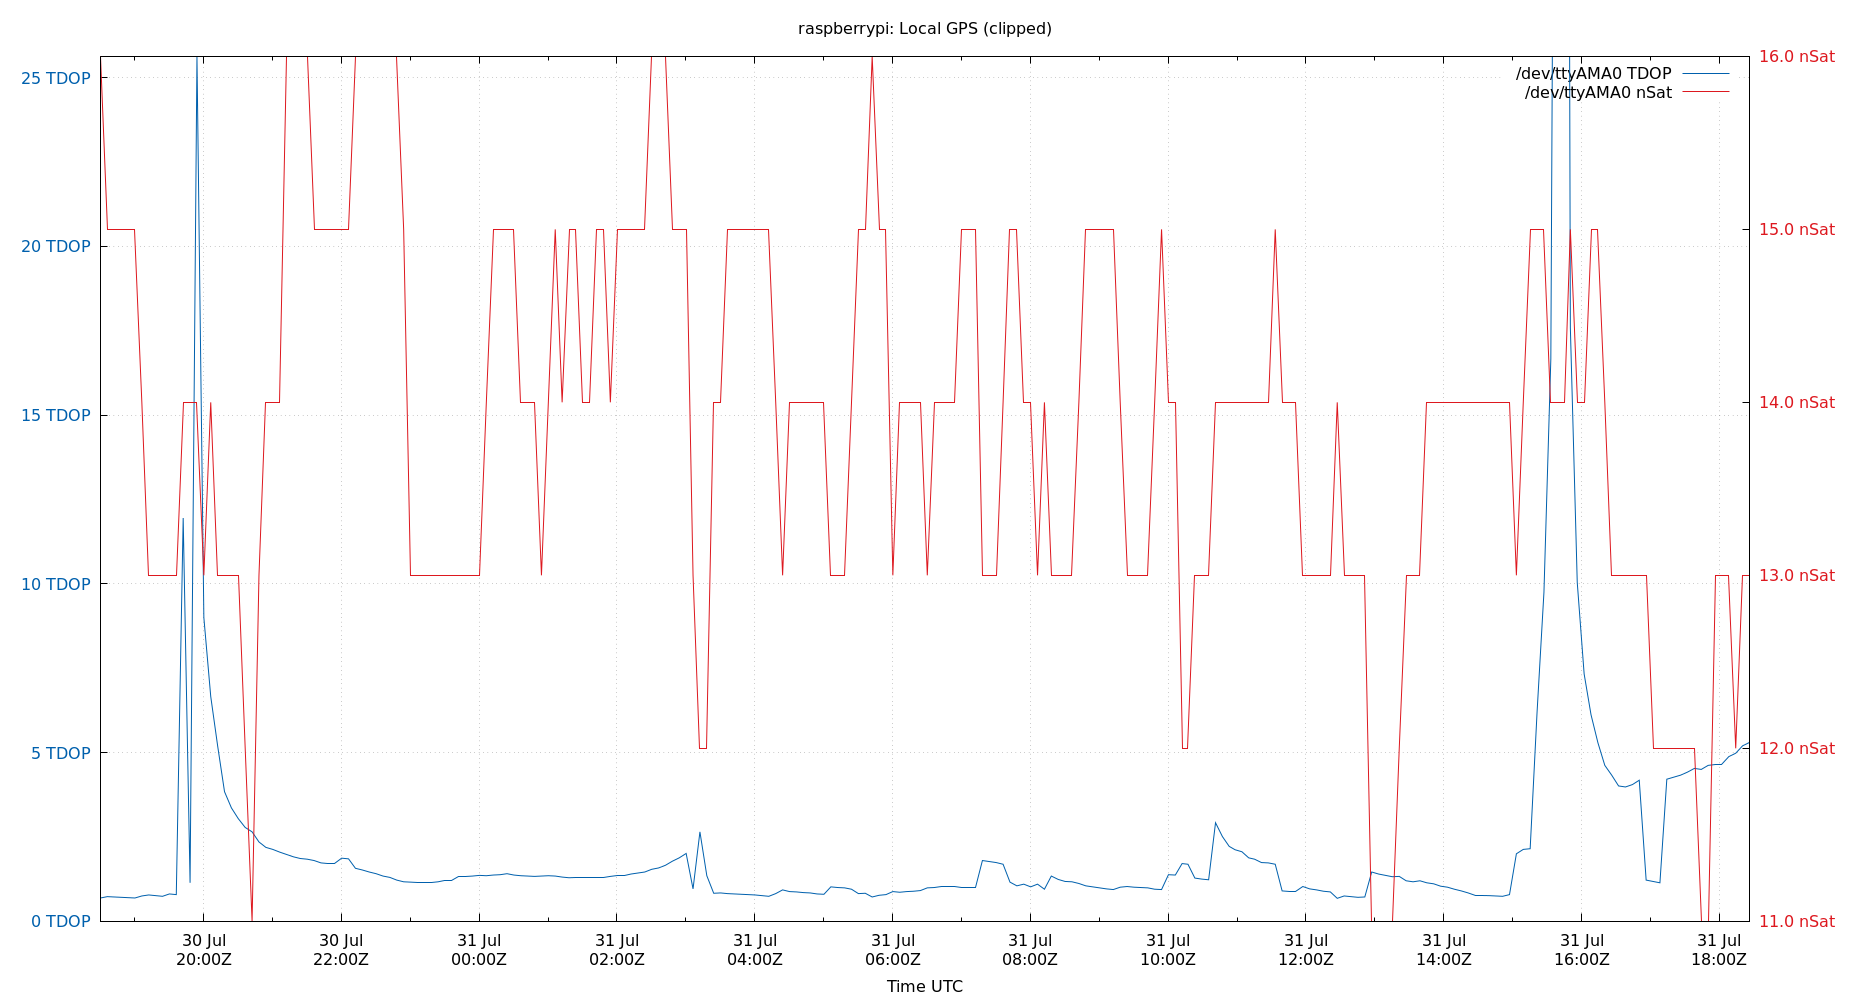 raspberrypi: Local GPS (clipped)
/dev/ttyAMA0 TDOP
/dev/ttyAMA0 nSat
25 TDOP
20 TDOP
15 TDOP
10 TDOP
5 TDOP
0 TDOP
16.0 nSat
15.0 nSat
14.0 nSat
13.0 nSat
12.0 nSat
11.0 nSat
30 Jul
20:00Z
30 Jul
22:00Z
31 Jul
00:00Z
31 Jul
02:00Z
31 Jul
04:00Z
31 Jul
06:00Z
31 Jul
08:00Z
31 Jul
10:00Z
31 Jul
12:00Z
31 Jul
14:00Z
31 Jul
16:00Z
31 Jul
18:00Z
Time UTC